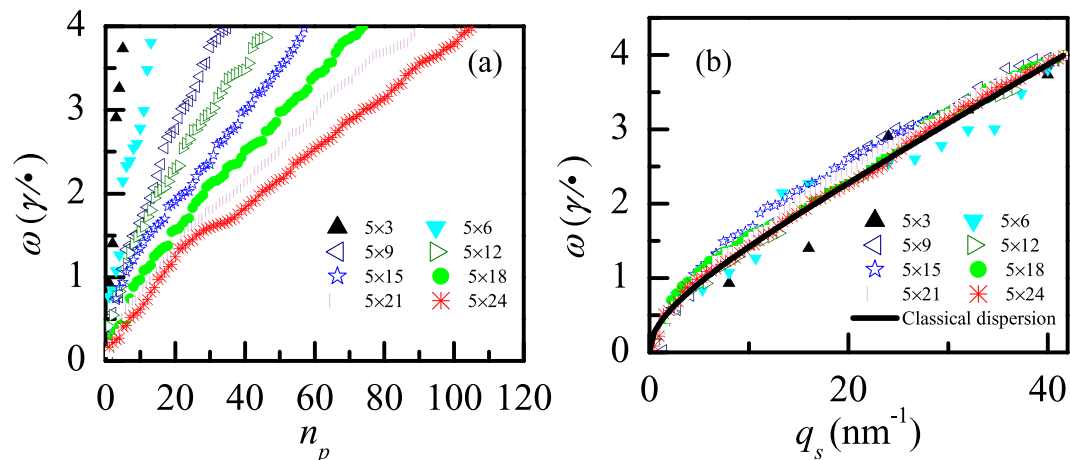 (a)
ω (γ/•)
4
3
2
1
0
5×3 5×6
5×9 5×12
5×15 5×18
5×21 5×24
0 20 40 60 80 100 120
n_p
(b)
ω (γ/•)
4
3
2
1
0
5×3 5×6
5×9 5×12
5×15 5×18
5×21 5×24
Classical dispersion
0 20 40
q_s (nm⁻¹)